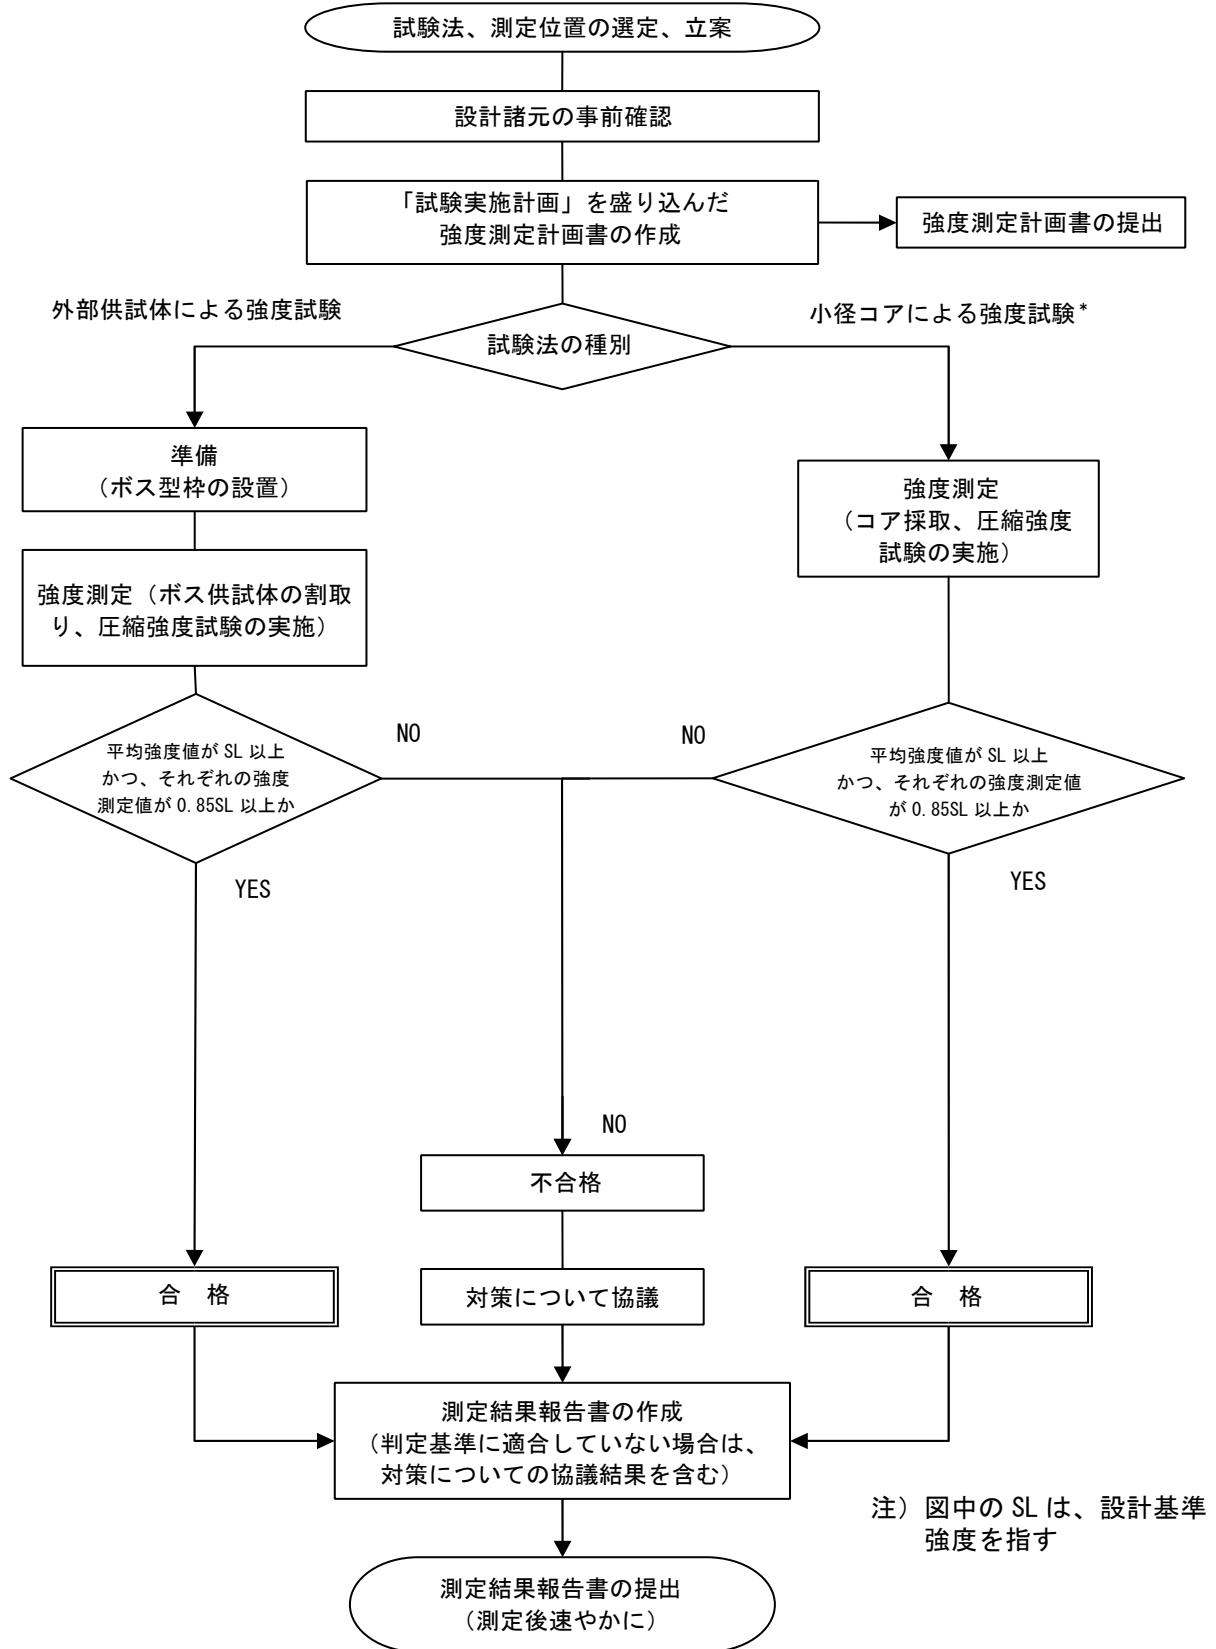 試験法、測定位置の選定、立案
設計諸元の事前確認
「試験実施計画」を盛り込んだ
強度測定計画書の作成
強度測定計画書の提出
外部供試体による強度試験
小径コアによる強度試験*
試験法の種別
準備
（ボス型枠の設置）
強度測定
（コア採取、圧縮強度
試験の実施）
強度測定（ボス供試体の割取
り、圧縮強度試験の実施）
NO
NO
平均強度値が SL 以上
かつ、それぞれの強度
測定値が 0.85SL 以上か
平均強度値が SL 以上
かつ、それぞれの強度測定値
が 0.85SL 以上か
YES
YES
NO
不合格
合　格
対策について協議
合　格
測定結果報告書の作成
（判定基準に適合していない場合は、
対策についての協議結果を含む）
注）図中の SL は、設計基準
強度を指す
測定結果報告書の提出
（測定後速やかに）